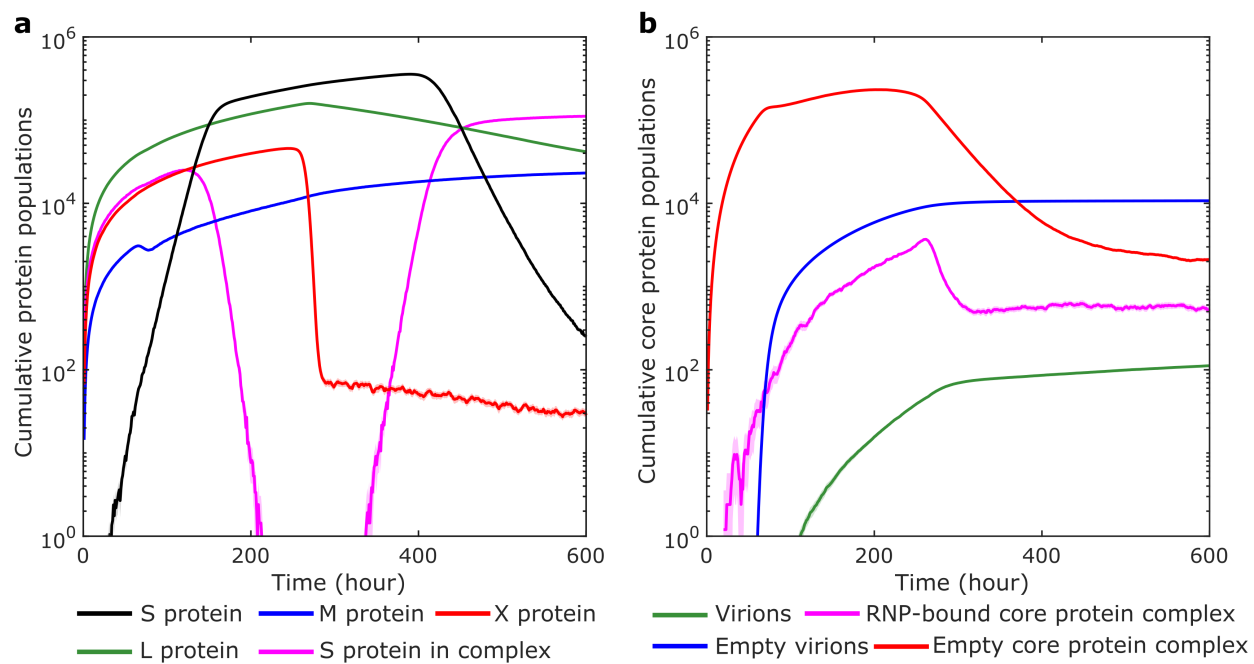 a
Cumulative protein populations
10^6
10^4
10^2
10^0
0 200 400 600
Time (hour)
S protein M protein X protein
L protein S protein in complex
b
Cumulative core protein populations
10^6
10^4
10^2
10^0
0 200 400 600
Time (hour)
Virions RNP-bound core protein complex
Empty virions Empty core protein complex